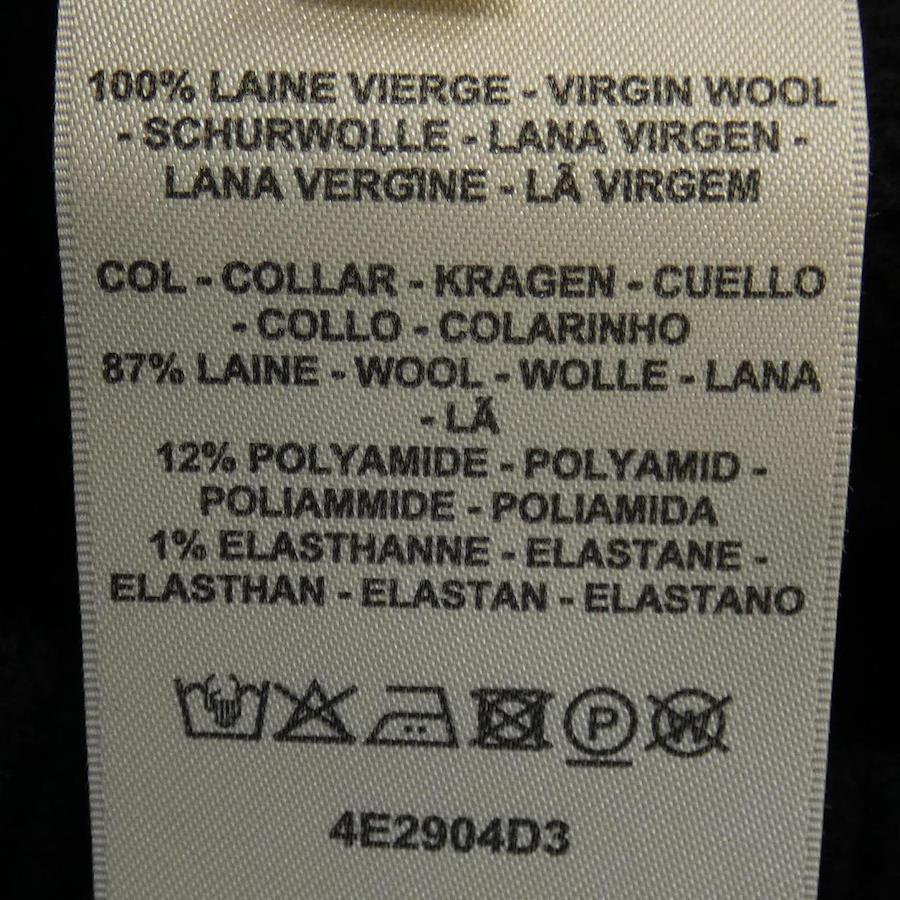 100% LAINE VIERGE - VIRGIN WOOL
- SCHURWOLLE - LANA VIRGEN -
LANA VERGINE - LÃ VIRGEM
COL - COLLAR - KRAGEN - CUELLO
- COLLO - COLARINHO
87% LAINE - WOOL - WOLLE - LANA
- LÃ
12% POLYAMIDE - POLYAMID -
POLIAMMIDE - POLIAMIDA
1% ELASTHANNE - ELASTANE -
ELASTHAN - ELASTAN - ELASTANO
P W
4E2904D3